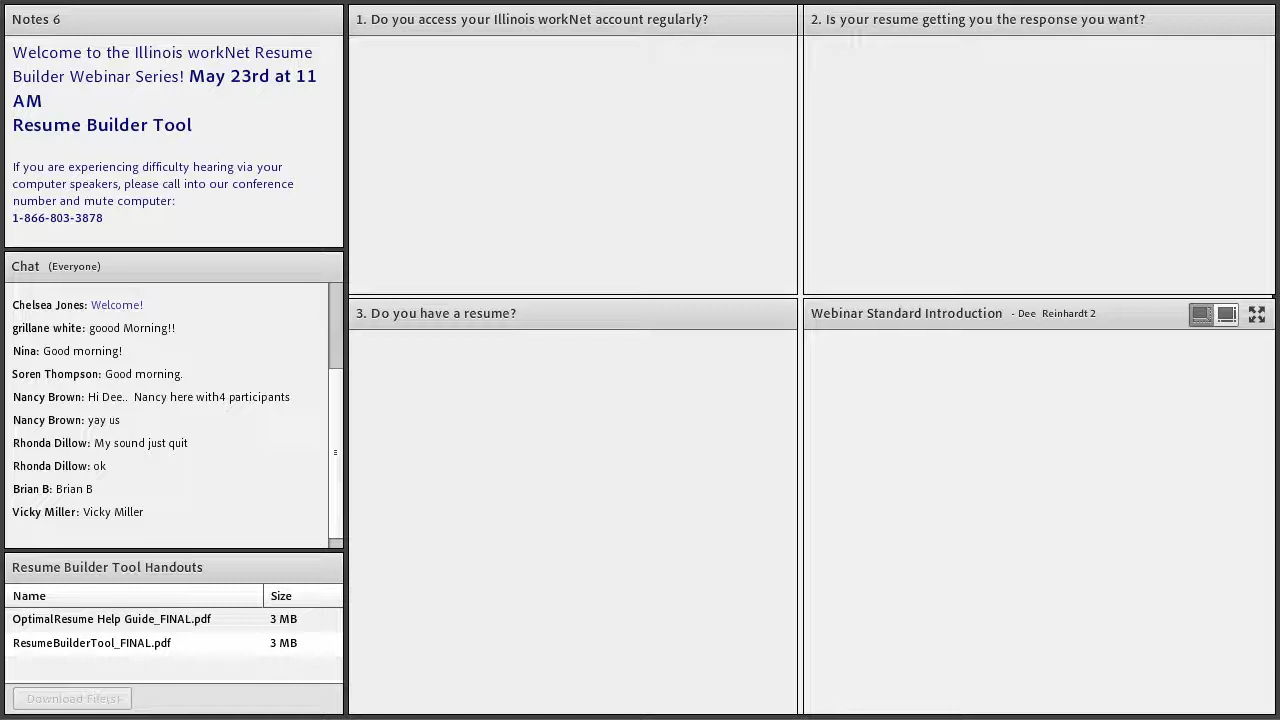 Notes 6
Welcome to the Illinois workNet Resume
Builder Webinar Series! May 23rd at 11
AM
Resume Builder Tool
If you are experiencing difficulty hearing via your
computer speakers, please call into our conference
number and mute computer:
1-866-803-3878
Chat (Everyone)
Chelsea Jones: Welcome!
grillane white: goood Morning!!
Nina: Good morning!
Soren Thompson: Good morning.
Nancy Brown: Hi Dee.. Nancy here with4 participants
Nancy Brown: yay us
Rhonda Dillow: My sound just quit
Rhonda Dillow: ok
Brian B: Brian B
Vicky Miller: Vicky Miller
Resume Builder Tool Handouts
Name Size
OptimalResume Help Guide_FINAL.pdf 3 MB
ResumeBuilderTool_FINAL.pdf 3 MB
Download File(s)
1. Do you access your Illinois workNet account regularly?
2. Is your resume getting you the response you want?
3. Do you have a resume?
Webinar Standard Introduction - Dee Reinhardt 2